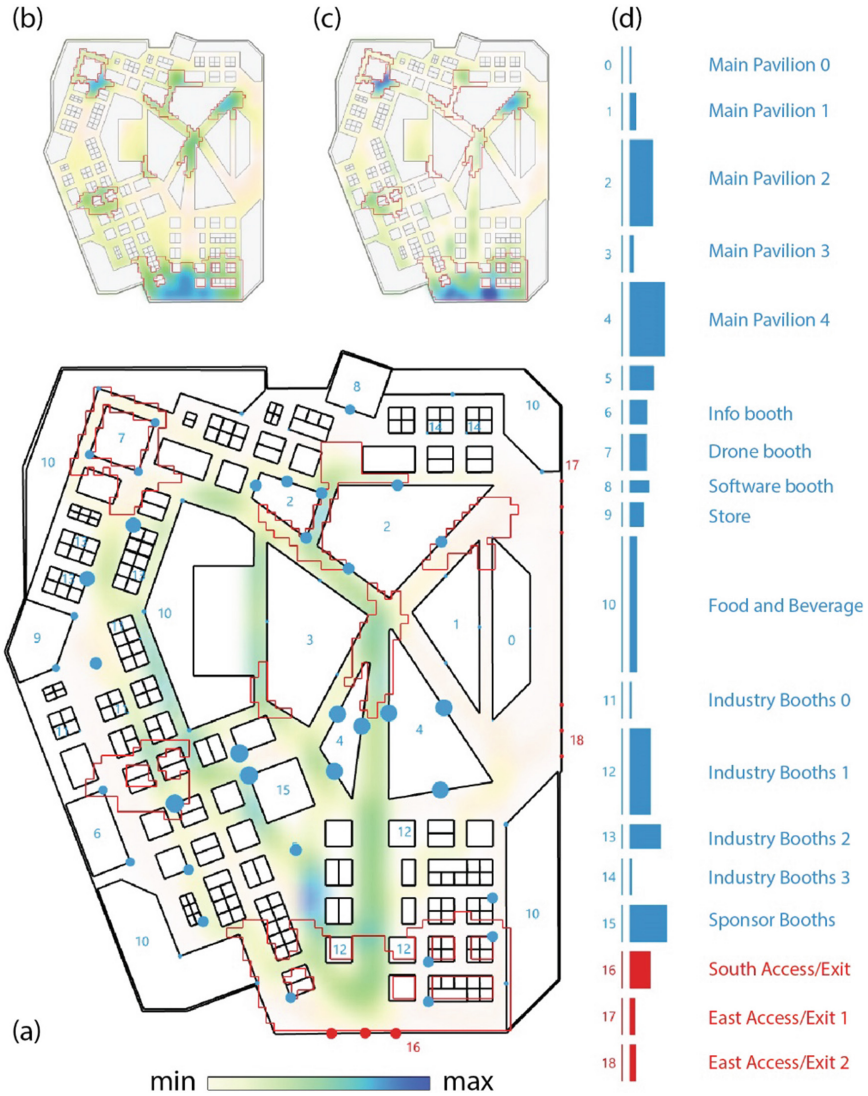 (b)
(c)
(d)
0 Main Pavilion 0
1 Main Pavilion 1
2 Main Pavilion 2
3 Main Pavilion 3
4 Main Pavilion 4
5
6 Info booth
7 Drone booth
8 Software booth
9 Store
10 Food and Beverage
11 Industry Booths 0
12 Industry Booths 1
13 Industry Booths 2
14 Industry Booths 3
15 Sponsor Booths
16 South Access/Exit
17 East Access/Exit 1
18 East Access/Exit 2
8
10
14
14
7
10
17
2
2
13
10
3
1
0
9
11
4
4
18
15
6
12
10
10
12
12
16
(a)
min
max